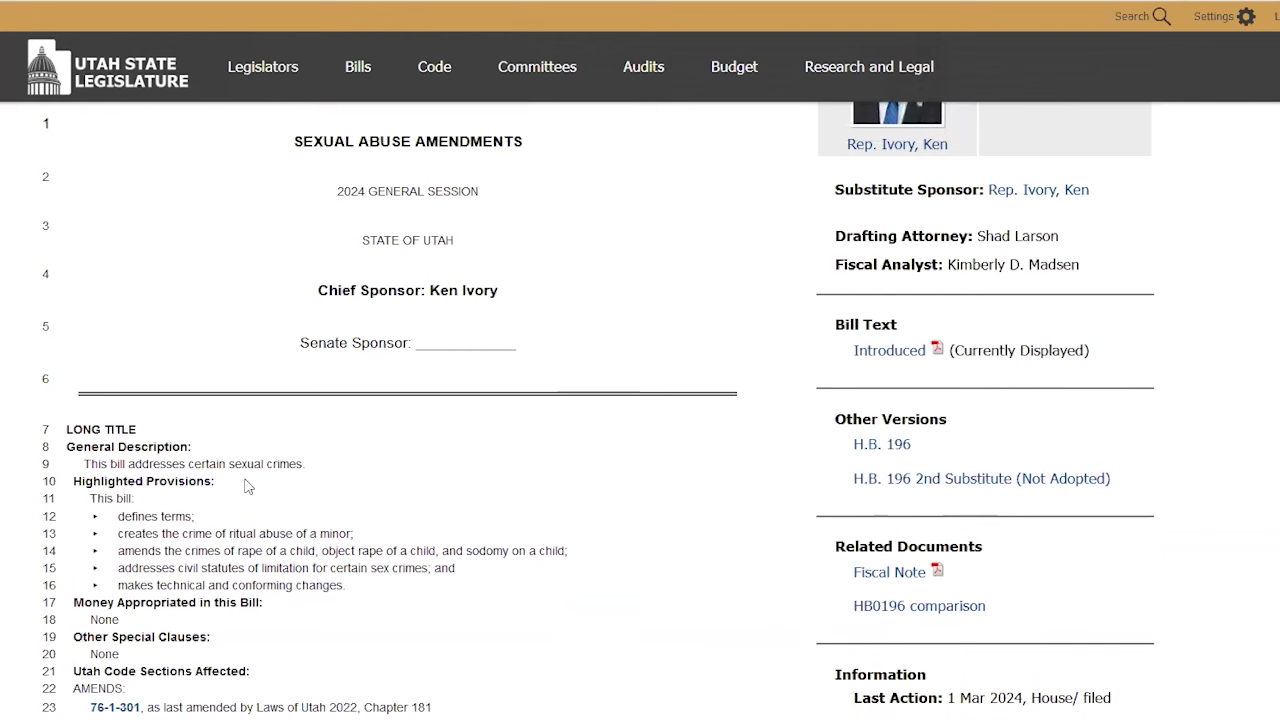 Search
Settings
L
UTAH STATE
LEGISLATURE
Legislators
Bills
Code
Committees
Audits
Budget
Research and Legal
1
SEXUAL ABUSE AMENDMENTS
2
2024 GENERAL SESSION
3
STATE OF UTAH
4
Chief Sponsor: Ken Ivory
5
Senate Sponsor: ____________
6
7 LONG TITLE
8 General Description:
9 This bill addresses certain sexual crimes.
10 Highlighted Provisions:
11 This bill:
12 ▸ defines terms;
13 ▸ creates the crime of ritual abuse of a minor;
14 ▸ amends the crimes of rape of a child, object rape of a child, and sodomy on a child;
15 ▸ addresses civil statutes of limitation for certain sex crimes; and
16 ▸ makes technical and conforming changes.
17 Money Appropriated in this Bill:
18 None
19 Other Special Clauses:
20 None
21 Utah Code Sections Affected:
22 AMENDS:
23 76-1-301, as last amended by Laws of Utah 2022, Chapter 181
Rep. Ivory, Ken
Substitute Sponsor: Rep. Ivory, Ken
Drafting Attorney: Shad Larson
Fiscal Analyst: Kimberly D. Madsen
Bill Text
Introduced (Currently Displayed)
Other Versions
H.B. 196
H.B. 196 2nd Substitute (Not Adopted)
Related Documents
Fiscal Note
HB0196 comparison
Information
Last Action: 1 Mar 2024, House/ filed